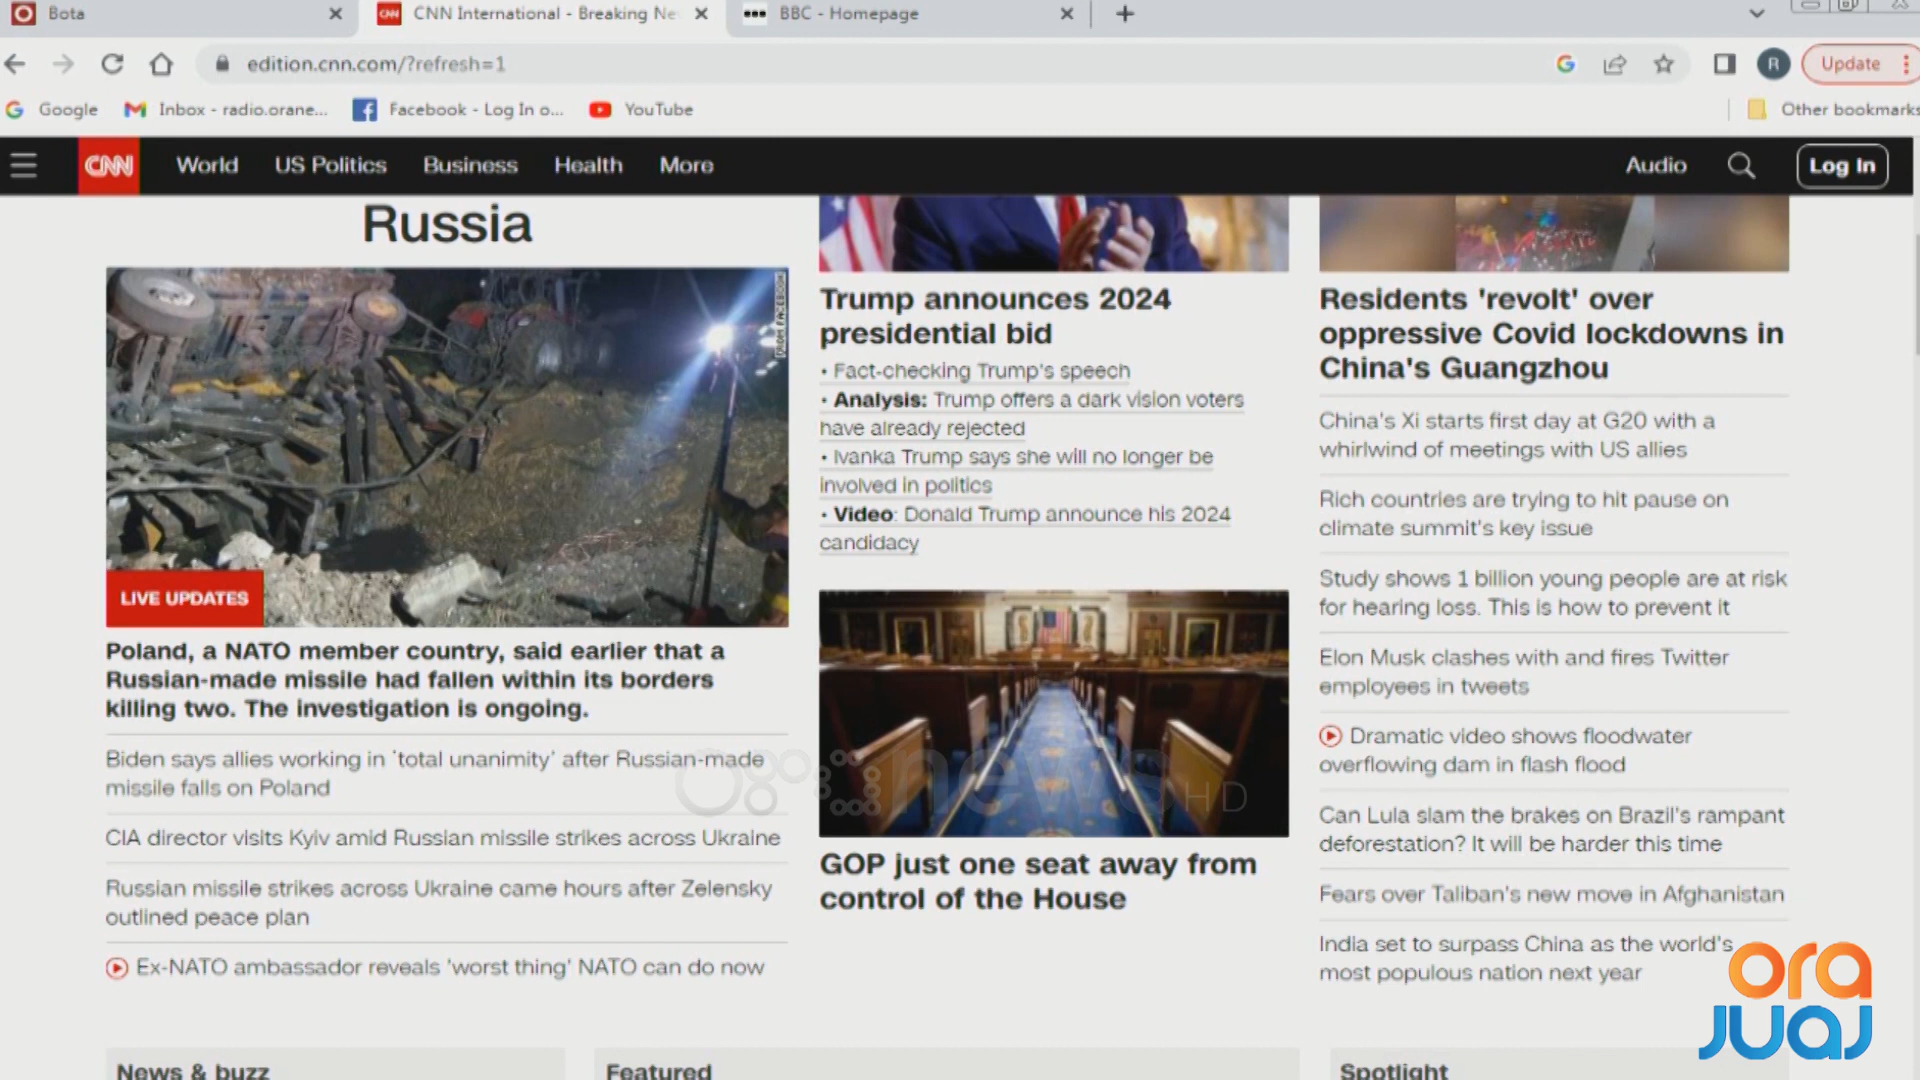 Bota
CNN International - Breaking Ne
BBC - Homepage
edition.cnn.com/?refresh=1
R
Update
Google
Inbox - radio.orane...
Facebook - Log In o...
YouTube
Other bookmarks
CNN
World
US Politics
Business
Health
More
Audio
Log In
Russia
FROM FACEBOOK
LIVE UPDATES
Poland, a NATO member country, said earlier that a
Russian-made missile had fallen within its borders
killing two. The investigation is ongoing.
Biden says allies working in 'total unanimity' after Russian-made
missile falls on Poland
CIA director visits Kyiv amid Russian missile strikes across Ukraine
Russian missile strikes across Ukraine came hours after Zelensky
outlined peace plan
Ex-NATO ambassador reveals 'worst thing' NATO can do now
Trump announces 2024
presidential bid
• Fact-checking Trump's speech
• Analysis: Trump offers a dark vision voters
have already rejected
• Ivanka Trump says she will no longer be
involved in politics
• Video: Donald Trump announce his 2024
candidacy
GOP just one seat away from
control of the House
Residents 'revolt' over
oppressive Covid lockdowns in
China's Guangzhou
China's Xi starts first day at G20 with a
whirlwind of meetings with US allies
Rich countries are trying to hit pause on
climate summit's key issue
Study shows 1 billion young people are at risk
for hearing loss. This is how to prevent it
Elon Musk clashes with and fires Twitter
employees in tweets
Dramatic video shows floodwater
overflowing dam in flash flood
Can Lula slam the brakes on Brazil's rampant
deforestation? It will be harder this time
Fears over Taliban's new move in Afghanistan
India set to surpass China as the world's
most populous nation next year
news HD
ora
JUAJ
News & buzz
Featured
Spotlight